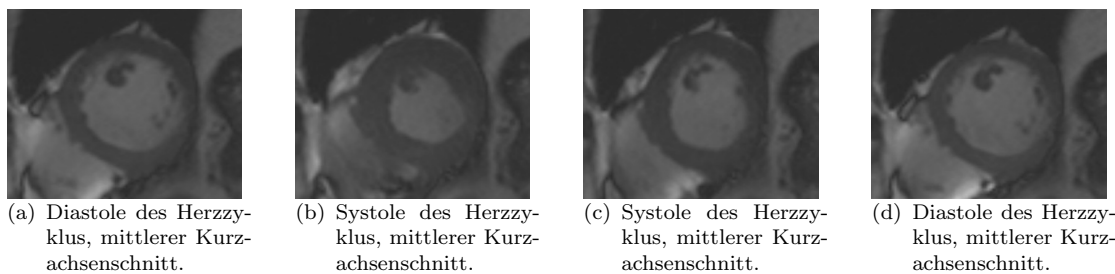 (a) Diastole des Herzzy-
klus, mittlerer Kurz-
achsenschnitt.
(b) Systole des Herzzy-
klus, mittlerer Kurz-
achsenschnitt.
(c) Systole des Herzzy-
klus, mittlerer Kurz-
achsenschnitt.
(d) Diastole des Herzzy-
klus, mittlerer Kurz-
achsenschnitt.